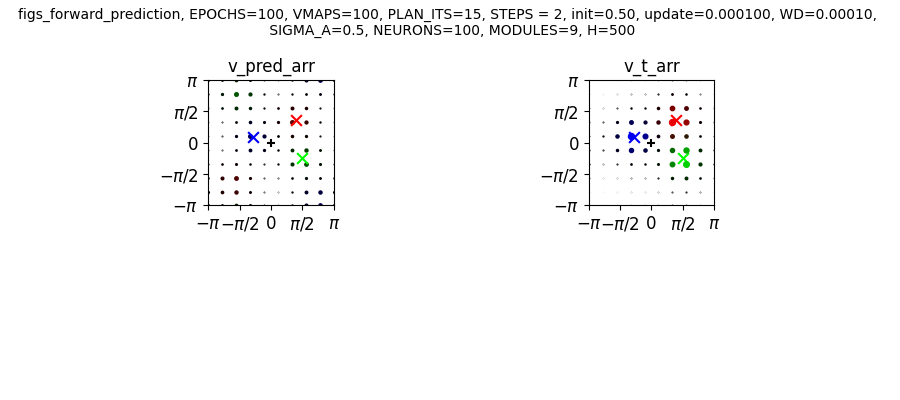 figs_forward_prediction, EPOCHS=100, VMAPS=100, PLAN_ITS=15, STEPS = 2, init=0.50, update=0.000100, WD=0.00010,
SIGMA_A=0.5, NEURONS=100, MODULES=9, H=500
v_pred_arr
π
π/2
0
−π/2
−π
−π −π/2 0 π/2 π
v_t_arr
π
π/2
0
−π/2
−π
−π −π/2 0 π/2 π